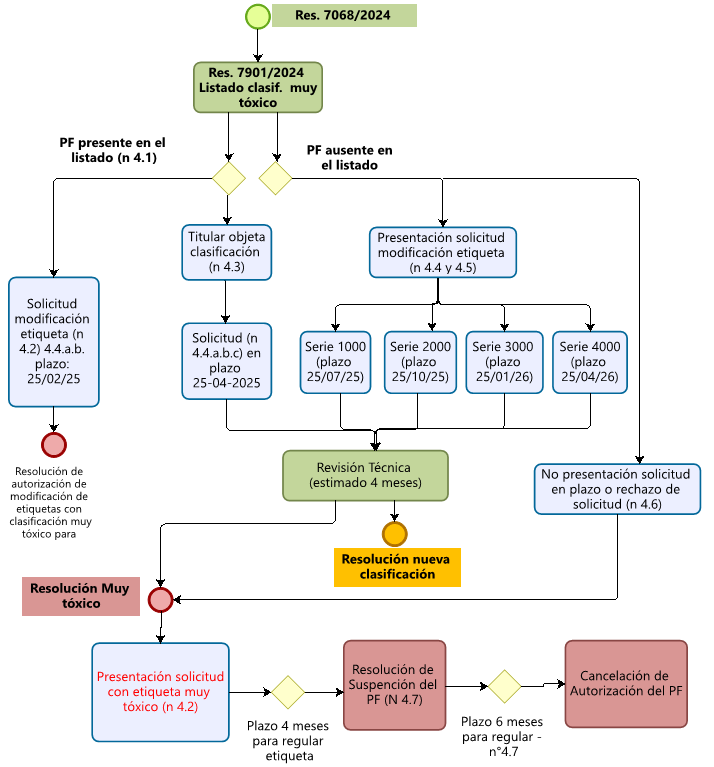 Res. 7068/2024
Res. 7901/2024
Listado clasif. muy
tóxico
PF presente en el
listado (n 4.1)
PF ausente en
el listado
Titular objeta
clasificación
(n 4.3)
Presentación solicitud
modificación etiqueta
(n 4.4 y 4.5)
Solicitud
modificación
etiqueta (n
4.2) 4.4.a.b.
plazo:
25/02/25
Solicitud (n
4.4.a.b.c) en
plazo
25-04-2025
Serie 1000
(plazo
25/07/25)
Serie 2000
(plazo
25/10/25)
Serie 3000
(plazo
25/01/26)
Serie 4000
(plazo
25/04/26)
Resolución de
autorización de
modificación de
etiquetas con
clasificación muy
tóxico para
Revisión Técnica
(estimado 4 meses)
No presentación solicitud
en plazo o rechazo de
solicitud (n 4.6)
Resolución nueva
clasificación
Resolución Muy
tóxico
Presentación solicitud
con etiqueta muy
tóxico (n 4.2)
Plazo 4 meses
para regular
etiqueta
Resolución de
Suspención del
PF (N 4.7)
Plazo 6 meses
para regular -
n°4.7
Cancelación de
Autorización del PF